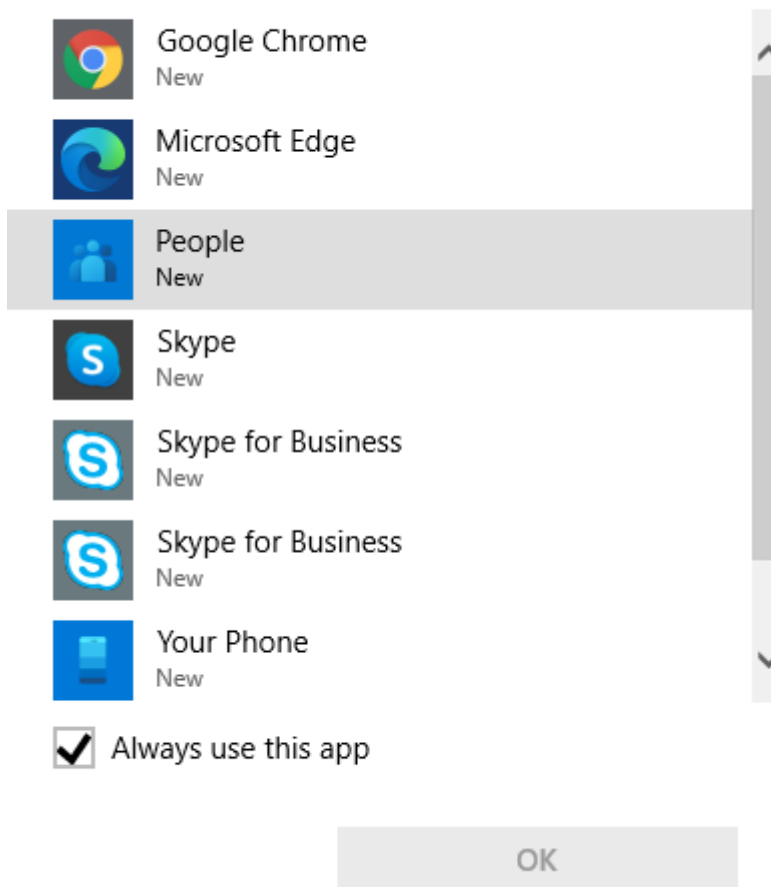 Google Chrome
New
Microsoft Edge
New
People
New
Skype
New
Skype for Business
New
Skype for Business
New
Your Phone
New
Always use this app
OK